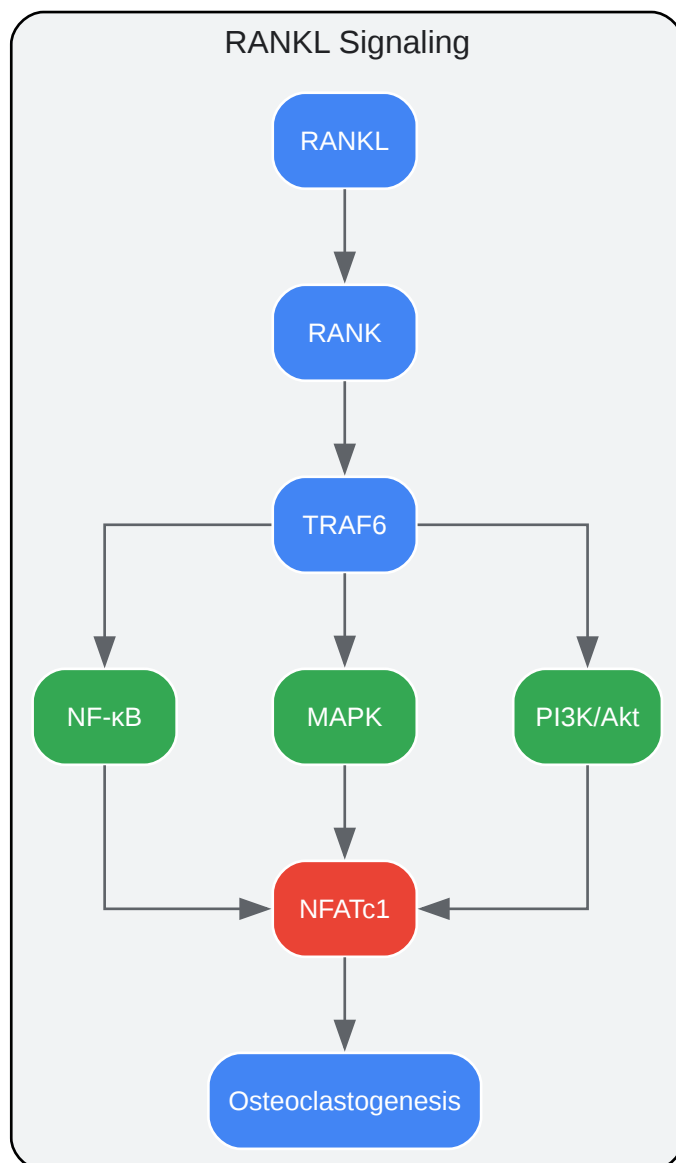 RANKL Signaling
RANKL
RANK
TRAF6
NF-κB
MAPK
PI3K/Akt
NFATc1
Osteoclastogenesis